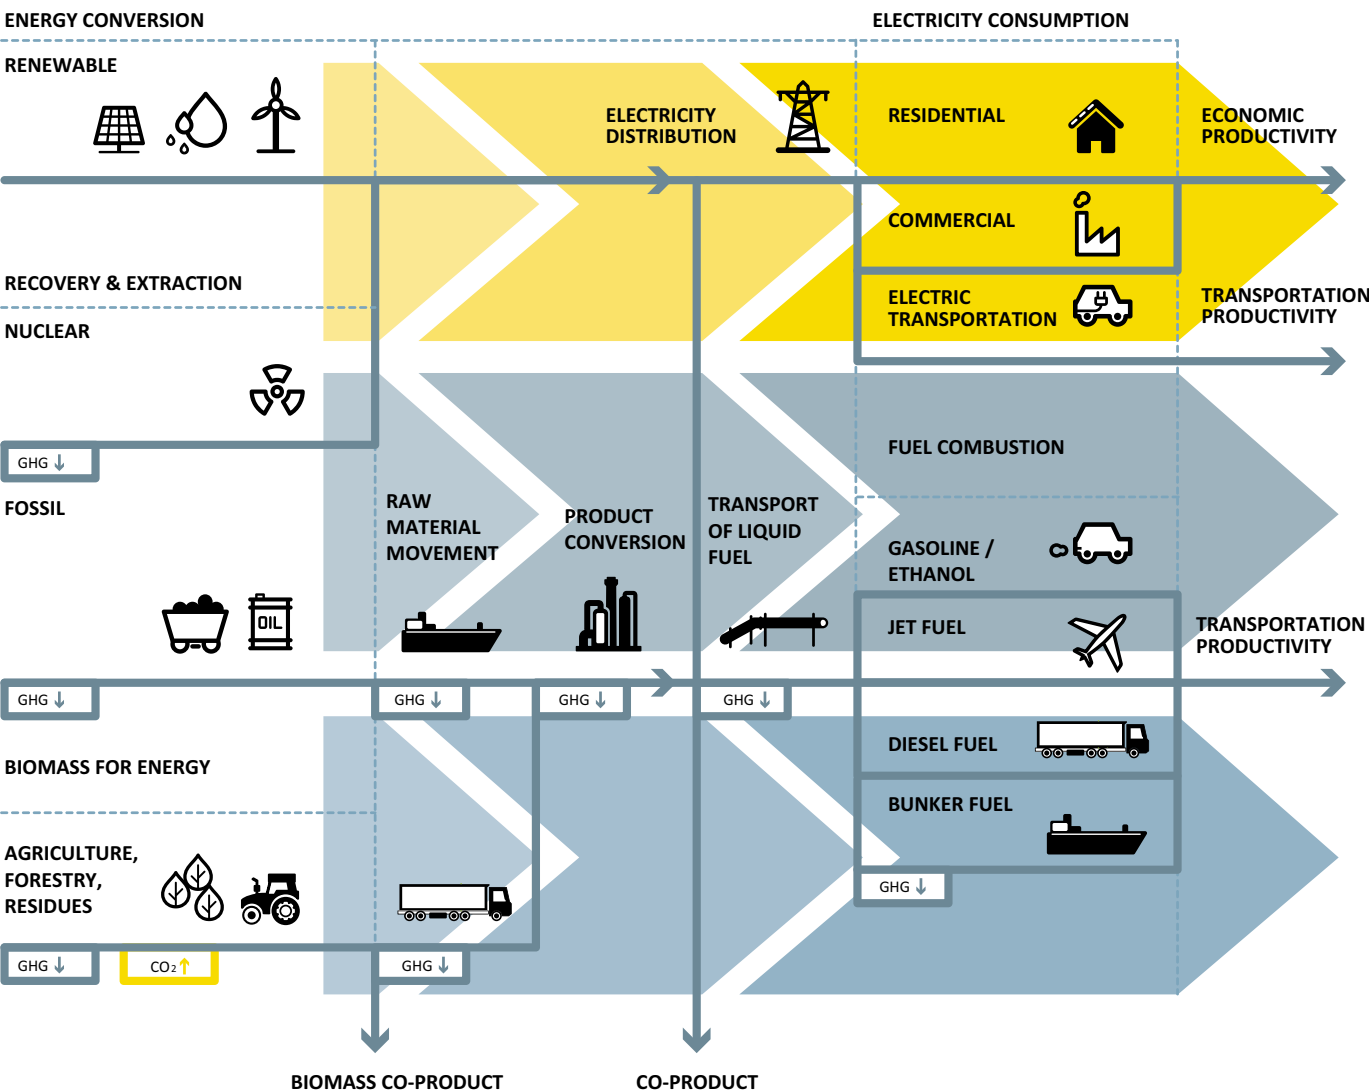 ENERGY CONVERSION
ELECTRICITY CONSUMPTION
RENEWABLE
ELECTRICITY
DISTRIBUTION
RESIDENTIAL
ECONOMIC
PRODUCTIVITY
COMMERCIAL
RECOVERY & EXTRACTION
ELECTRIC
TRANSPORTATION
TRANSPORTATION
PRODUCTIVITY
NUCLEAR
GHG ↓
FUEL COMBUSTION
FOSSIL
RAW
MATERIAL
MOVEMENT
PRODUCT
CONVERSION
TRANSPORT
OF LIQUID
FUEL
GASOLINE /
ETHANOL
OIL
JET FUEL
TRANSPORTATION
PRODUCTIVITY
GHG ↓
GHG ↓
GHG ↓
GHG ↓
DIESEL FUEL
BIOMASS FOR ENERGY
BUNKER FUEL
AGRICULTURE,
FORESTRY,
RESIDUES
GHG ↓
GHG ↓
CO₂ ↑
GHG ↓
BIOMASS CO-PRODUCT
CO-PRODUCT